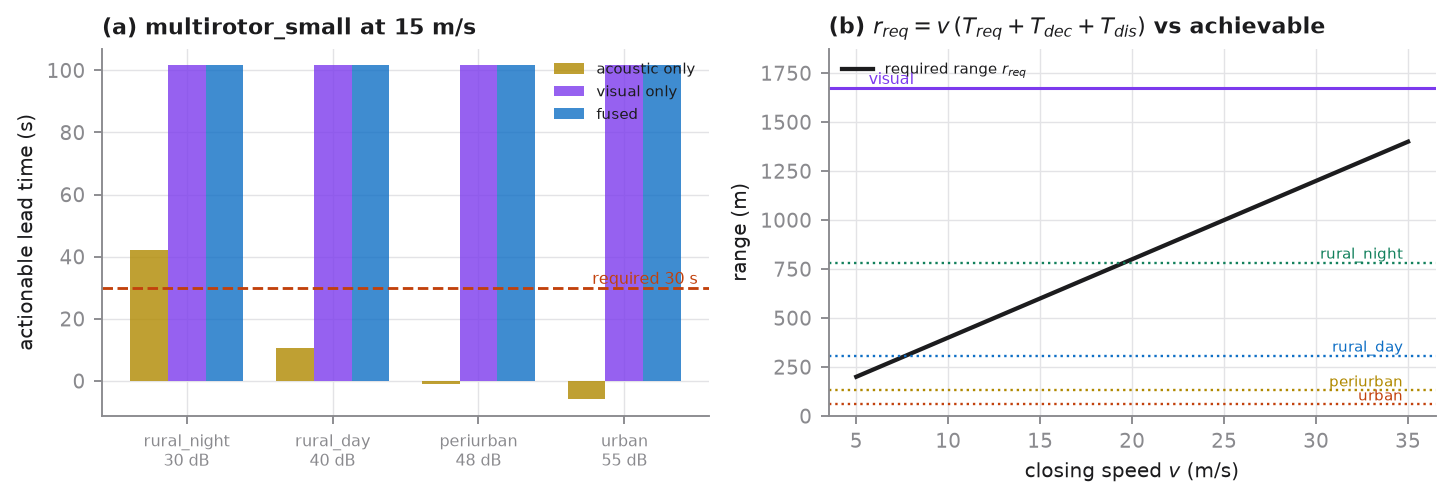 (a) multirotor_small at 15 m/s
actionable lead time (s)
100
80
60
40
20
0
acoustic only
visual only
fused
required 30 s
rural_night
30 dB
rural_day
40 dB
periurban
48 dB
urban
55 dB
(b) r_req = v (T_req + T_dec + T_dis) vs achievable
range (m)
1750
1500
1250
1000
750
500
250
0
required range r_req
visual
rural_night
rural_day
periurban
urban
5
10
15
20
25
30
35
closing speed v (m/s)